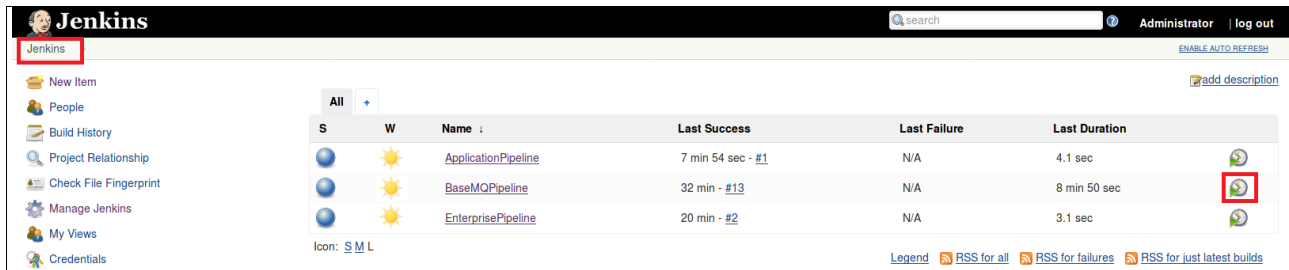 Jenkins
search
Administrator | log out
Jenkins
ENABLE AUTO REFRESH
New Item
People
Build History
Project Relationship
Check File Fingerprint
Manage Jenkins
My Views
Credentials
add description
All +
S W Name ↓ Last Success Last Failure Last Duration
ApplicationPipeline 7 min 54 sec - #1 N/A 4.1 sec
BaseMQPipeline 32 min - #13 N/A 8 min 50 sec
EnterprisePipeline 20 min - #2 N/A 3.1 sec
Icon: S M L
Legend RSS for all RSS for failures RSS for just latest builds